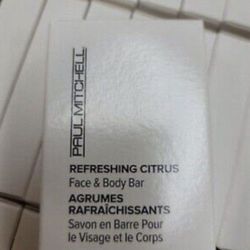 PAUL MITCHELL
REFRESHING CITRUS
Face & Body Bar
AGRUMES
RAFRAÎCHISSANTS
Savon en Barre Pour
le Visage et le Corps